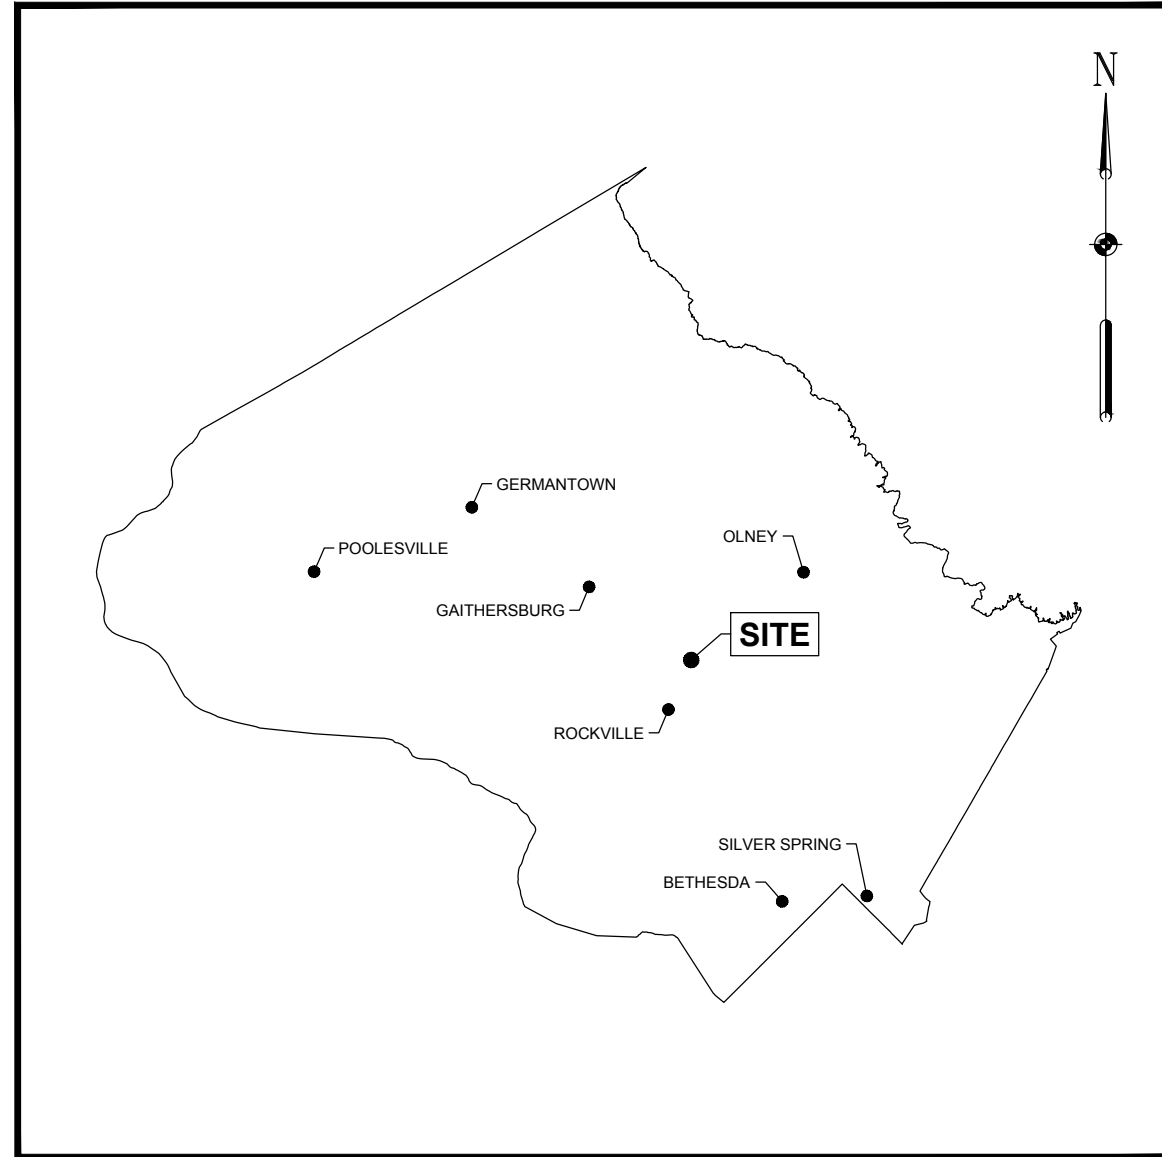 N
GERMANTOWN
OLNEY
POOLESVILLE
GAITHERSBURG
SITE
ROCKVILLE
SILVER SPRING
BETHESDA